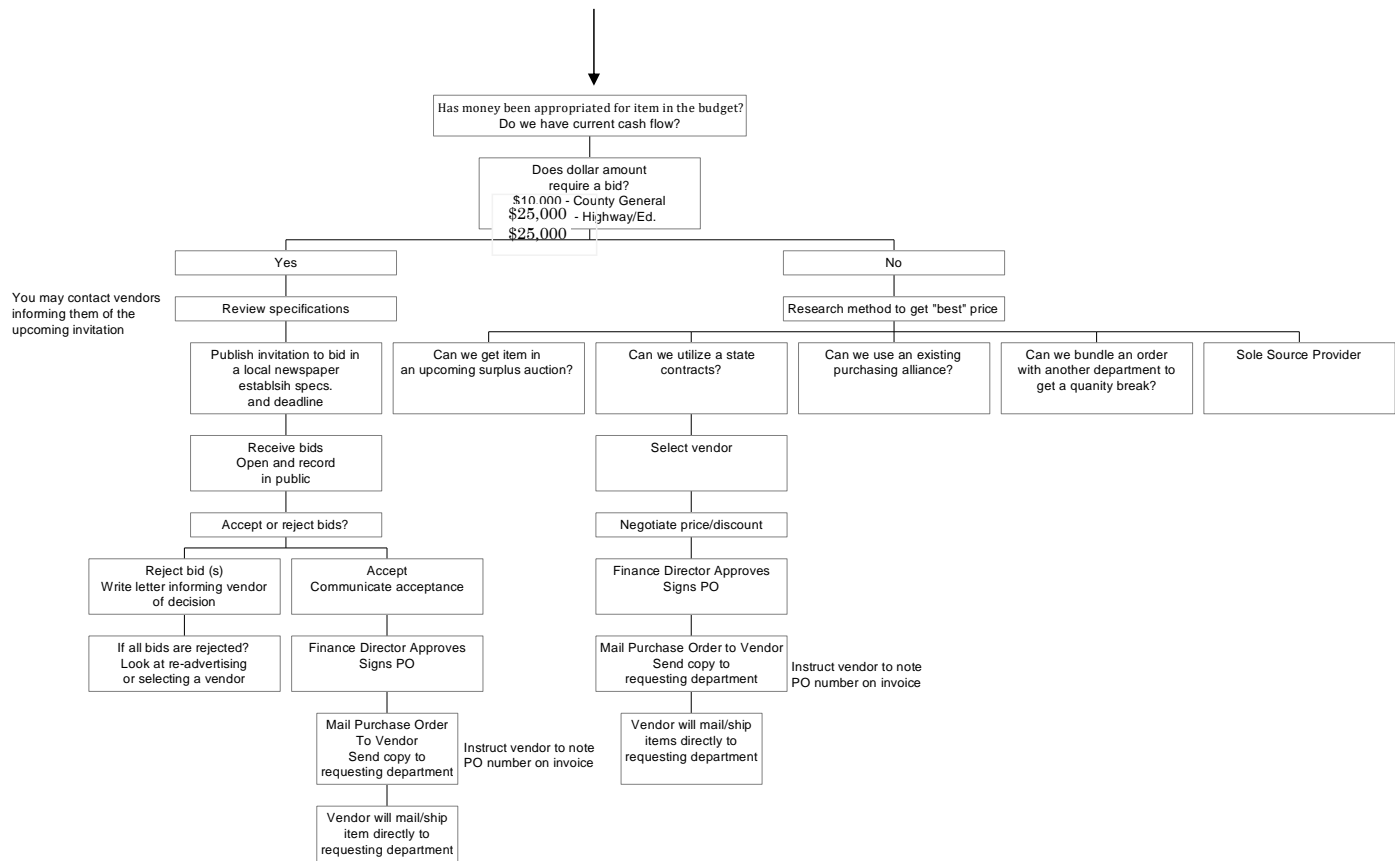 Has money been appropriated for item in the budget?
Do we have current cash flow?
Does dollar amount
require a bid?
$10,000 - County General
$25,000 - Highway/Ed.
$25,000
Yes
No
You may contact vendors
informing them of the
upcoming invitation
Review specifications
Research method to get "best" price
Publish invitation to bid in
a local newspaper
establsih specs.
and deadline
Can we get item in
an upcoming surplus auction?
Can we utilize a state
contracts?
Can we use an existing
purchasing alliance?
Can we bundle an order
with another department to
get a quanity break?
Sole Source Provider
Receive bids
Open and record
in public
Select vendor
Accept or reject bids?
Negotiate price/discount
Reject bid (s)
Write letter informing vendor
of decision
Accept
Communicate acceptance
Finance Director Approves
Signs PO
If all bids are rejected?
Look at re-advertising
or selecting a vendor
Finance Director Approves
Signs PO
Mail Purchase Order to Vendor
Send copy to
requesting department
Instruct vendor to note
PO number on invoice
Mail Purchase Order
To Vendor
Send copy to
requesting department
Instruct vendor to note
PO number on invoice
Vendor will mail/ship
items directly to
requesting department
Vendor will mail/ship
item directly to
requesting department